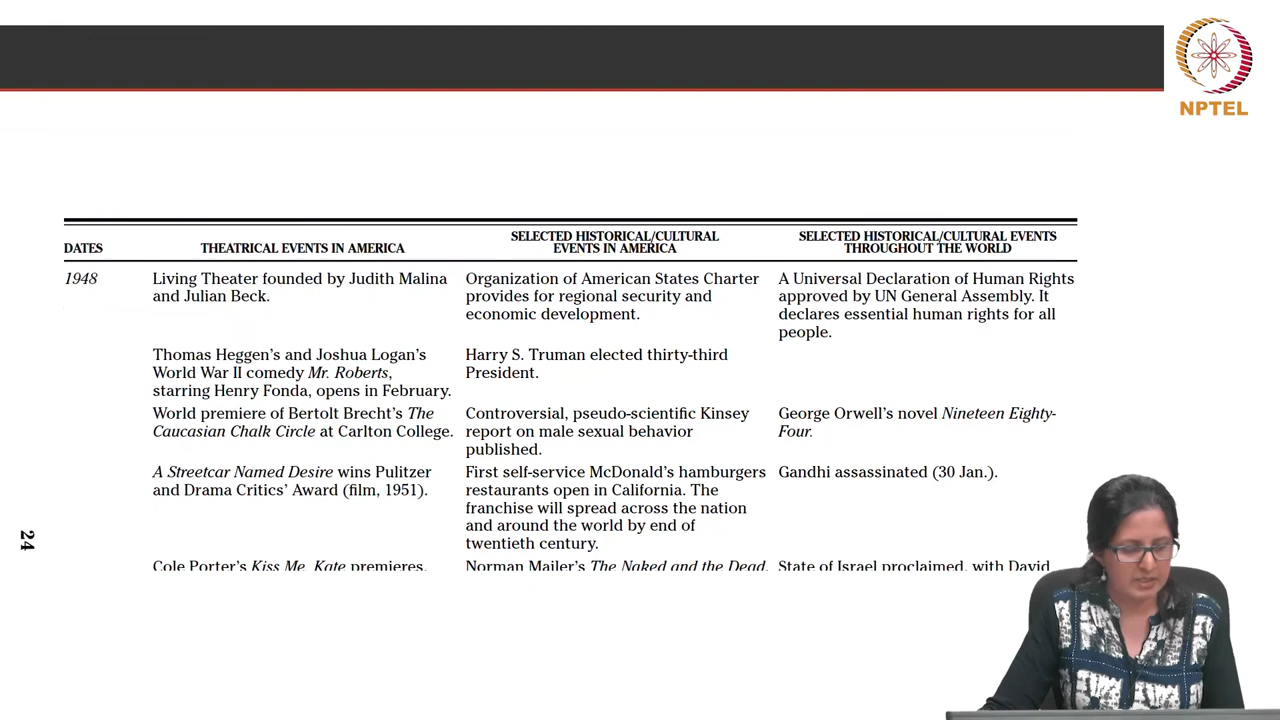 NPTEL
DATES
THEATRICAL EVENTS IN AMERICA
SELECTED HISTORICAL/CULTURAL
EVENTS IN AMERICA
SELECTED HISTORICAL/CULTURAL EVENTS
THROUGHOUT THE WORLD
1948
Living Theater founded by Judith Malina
and Julian Beck.
Organization of American States Charter
provides for regional security and
economic development.
A Universal Declaration of Human Rights
approved by UN General Assembly. It
declares essential human rights for all
people.
Thomas Heggen’s and Joshua Logan’s
World War II comedy Mr. Roberts,
starring Henry Fonda, opens in February.
Harry S. Truman elected thirty-third
President.
World premiere of Bertolt Brecht’s The
Caucasian Chalk Circle at Carlton College.
Controversial, pseudo-scientific Kinsey
report on male sexual behavior
published.
George Orwell’s novel Nineteen Eighty-
Four.
A Streetcar Named Desire wins Pulitzer
and Drama Critics’ Award (film, 1951).
First self-service McDonald’s hamburgers
restaurants open in California. The
franchise will spread across the nation
and around the world by end of
twentieth century.
Gandhi assassinated (30 Jan.).
Cole Porter’s Kiss Me, Kate premieres.
Norman Mailer’s The Naked and the Dead.
State of Israel proclaimed, with David
24